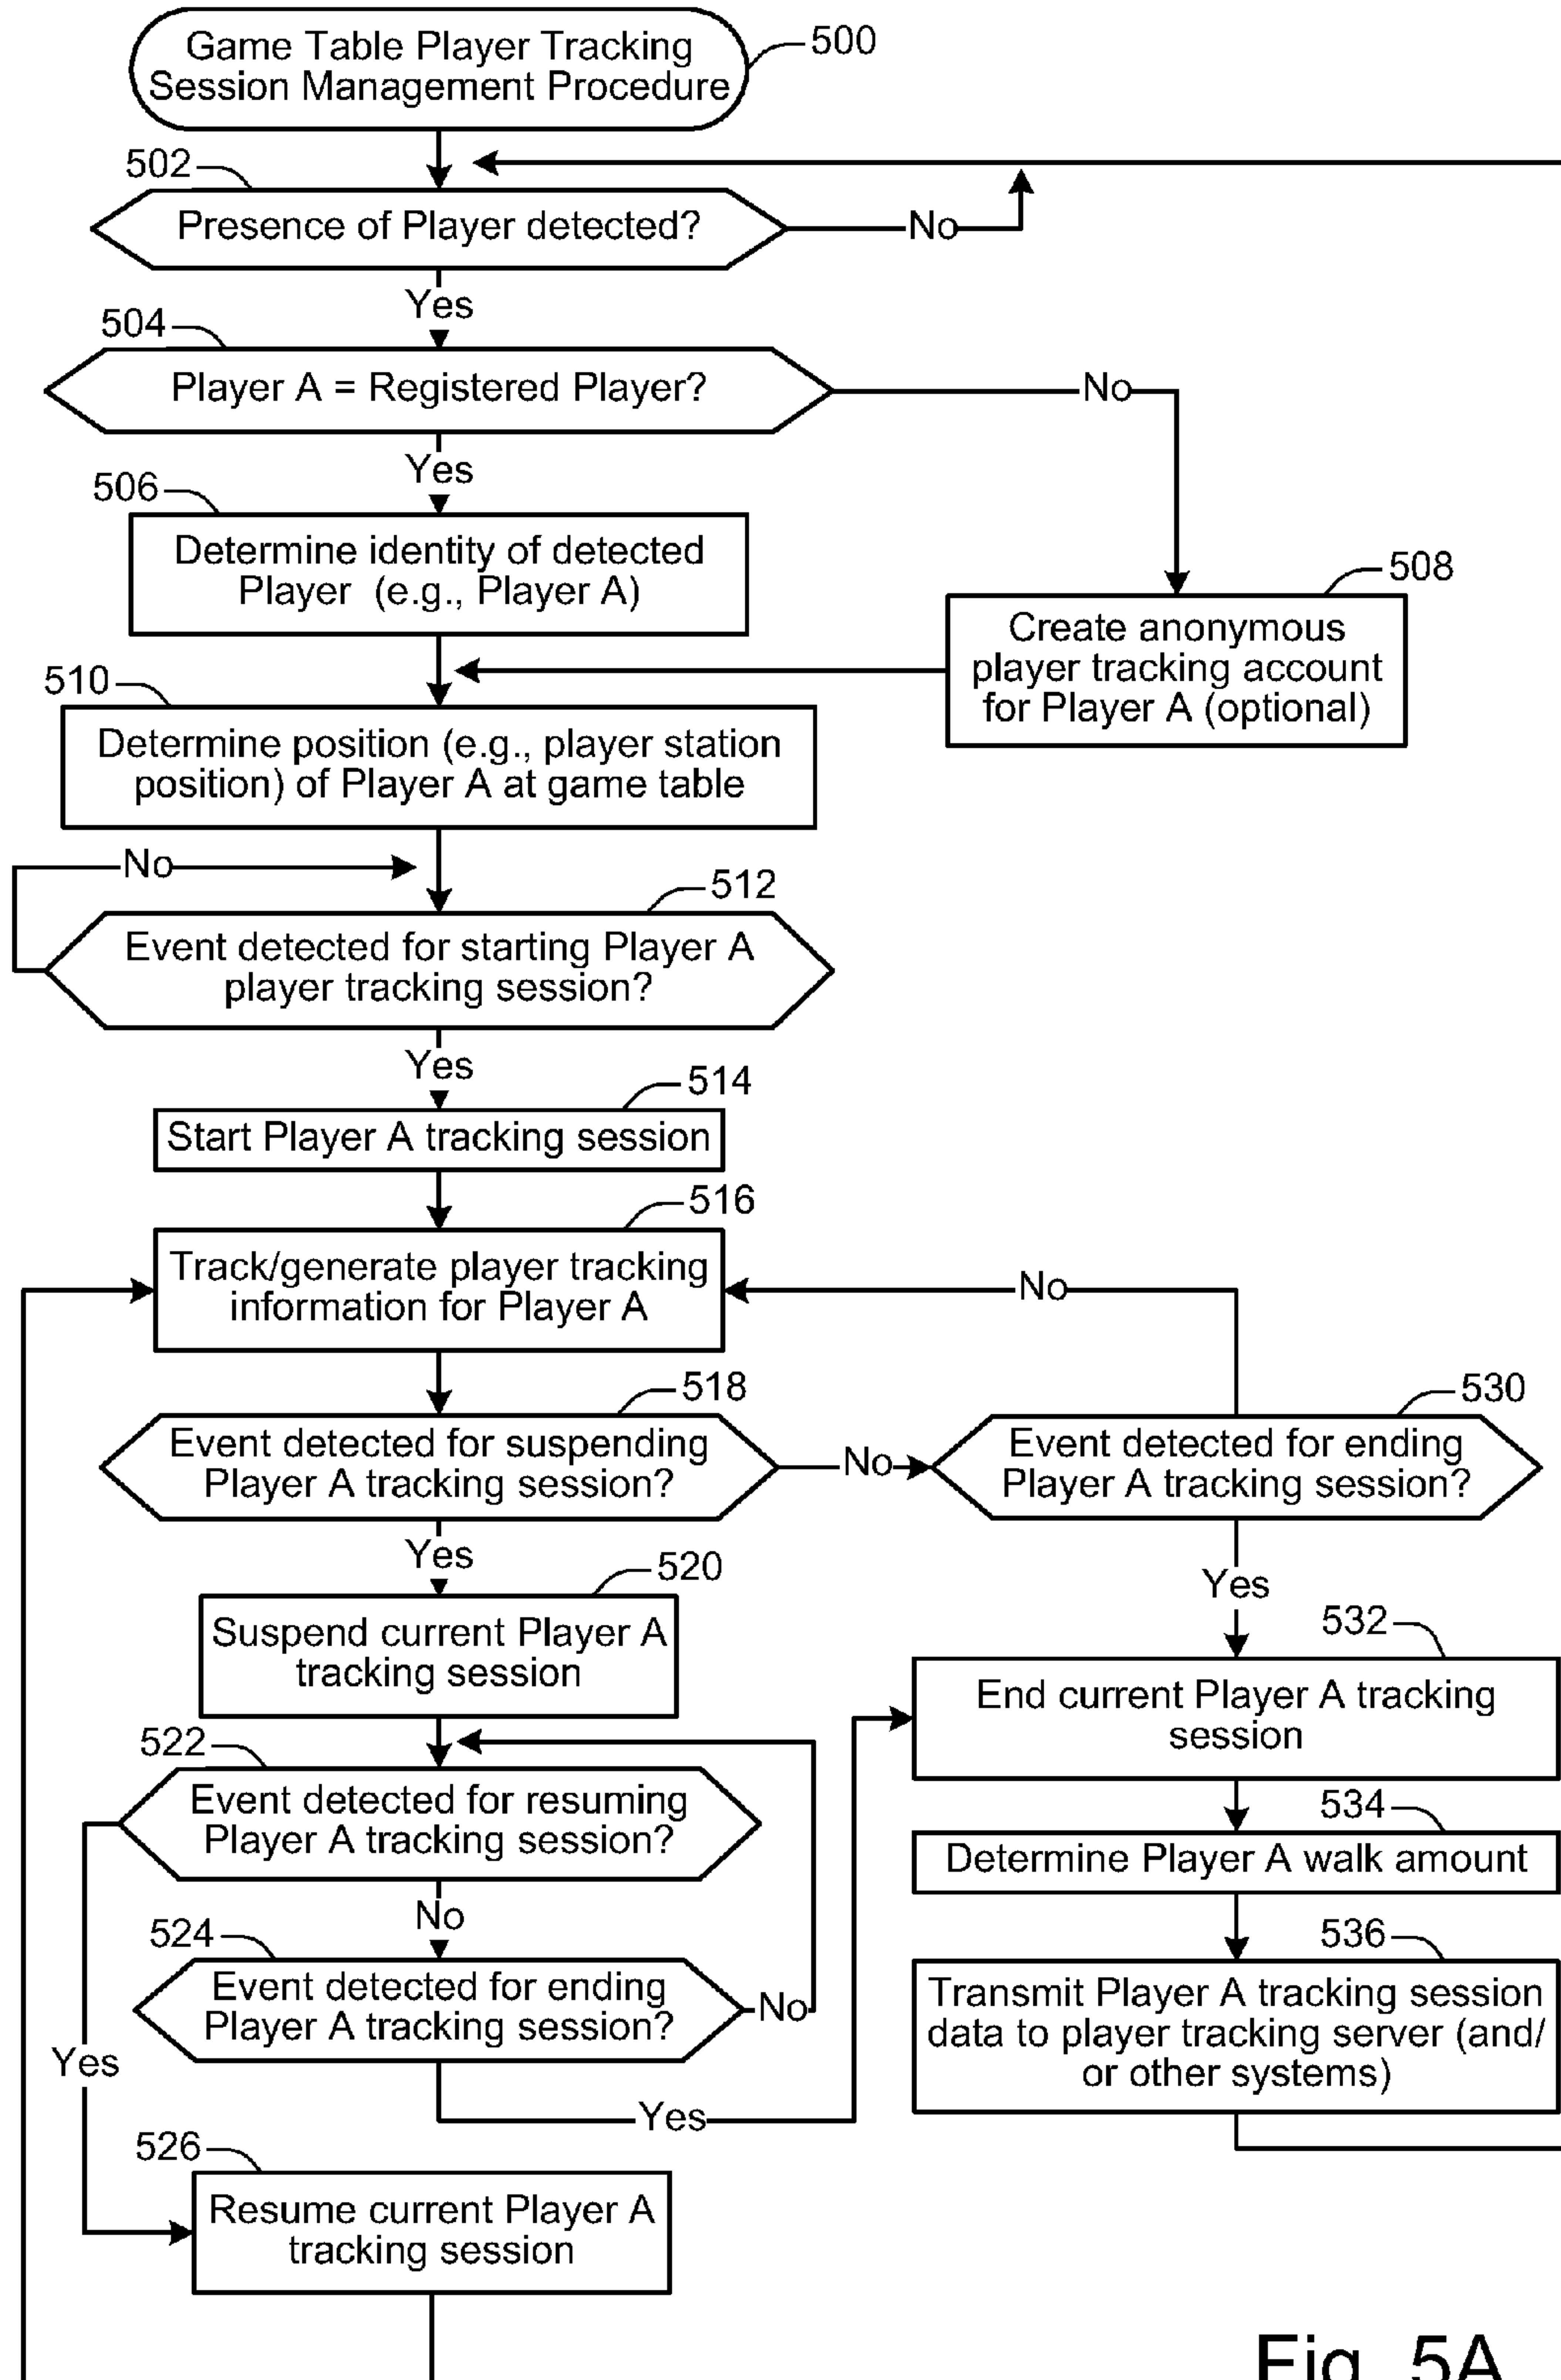 Game Table Player Tracking
Session Management Procedure
500
502
Presence of Player detected?
No
Yes
504
Player A = Registered Player?
No
Yes
506
Determine identity of detected
Player (e.g., Player A)
508
Create anonymous
player tracking account
for Player A (optional)
510
Determine position (e.g., player station
position) of Player A at game table
No
512
Event detected for starting Player A
player tracking session?
Yes
514
Start Player A tracking session
516
Track/generate player tracking
information for Player A
No
518
Event detected for suspending
Player A tracking session?
No
530
Event detected for ending
Player A tracking session?
Yes
520
Suspend current Player A
tracking session
Yes
532
End current Player A tracking
session
522
Event detected for resuming
Player A tracking session?
534
Determine Player A walk amount
No
524
Event detected for ending
Player A tracking session?
No
536
Transmit Player A tracking session
data to player tracking server (and/
or other systems)
Yes
Yes
526
Resume current Player A
tracking session
Fig. 5A